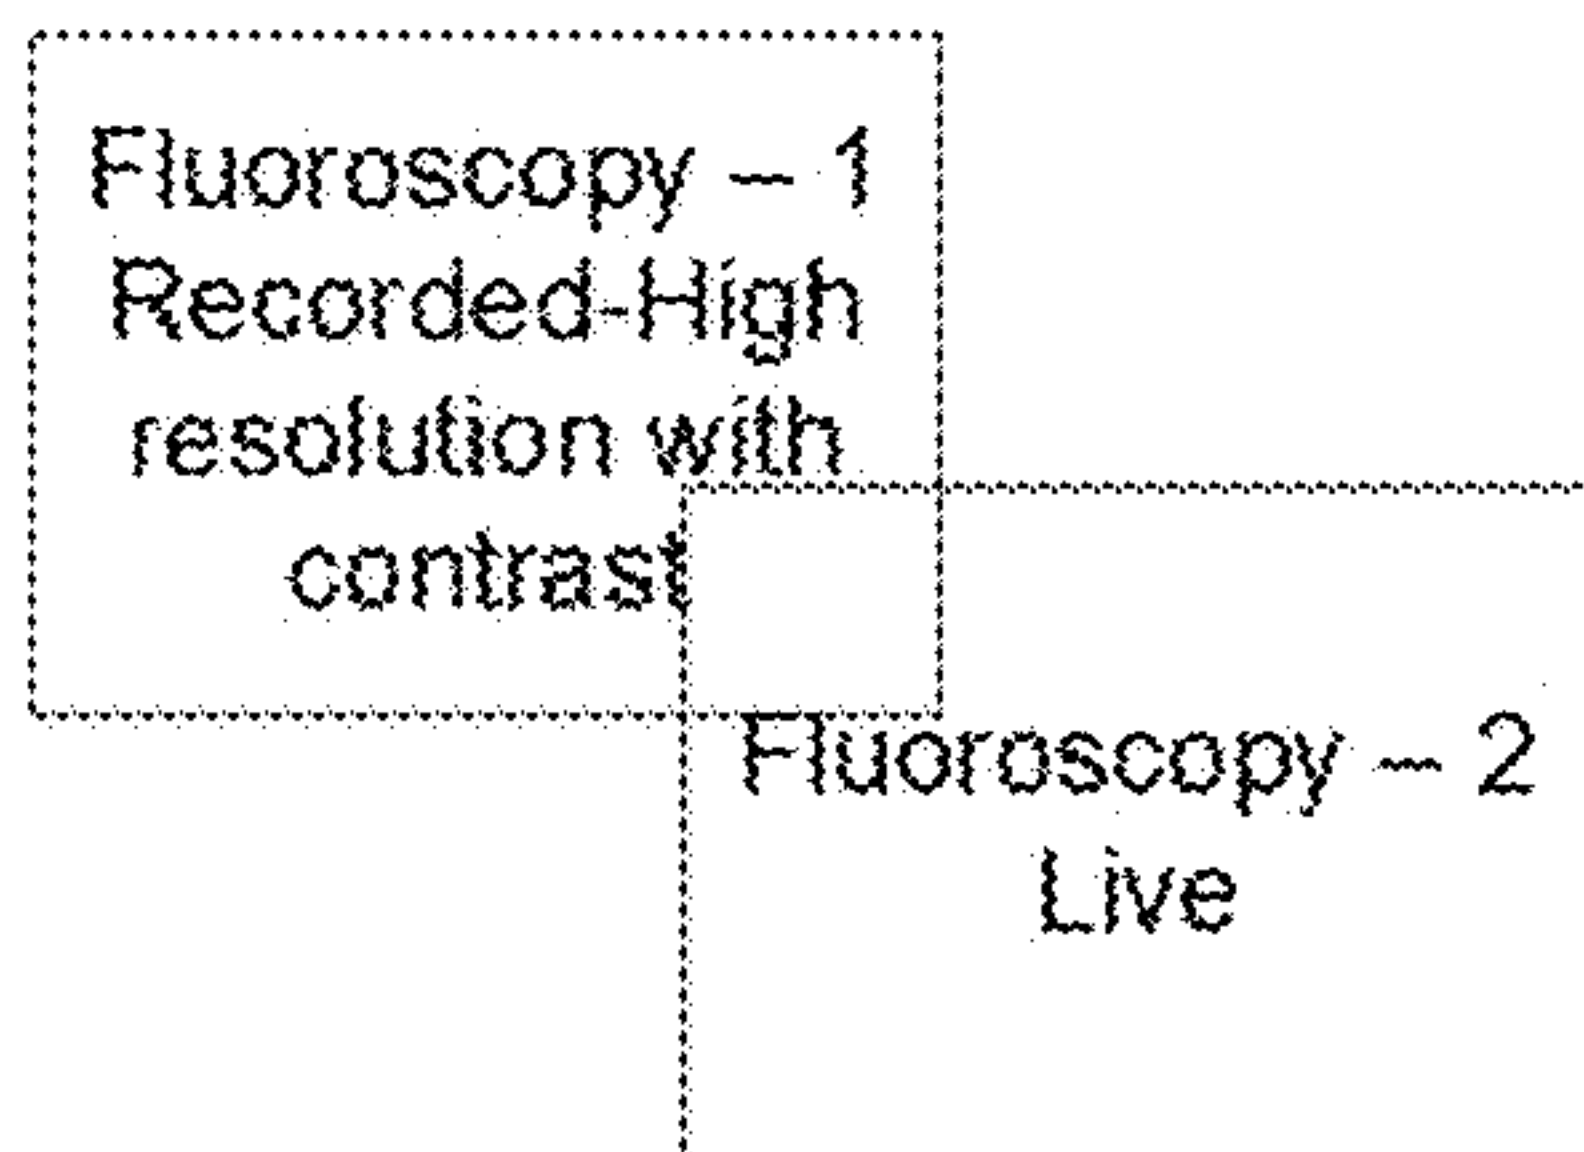 Fluoroscopy – 1
Recorded-High
resolution with
contrast
Fluoroscopy – 2
Live